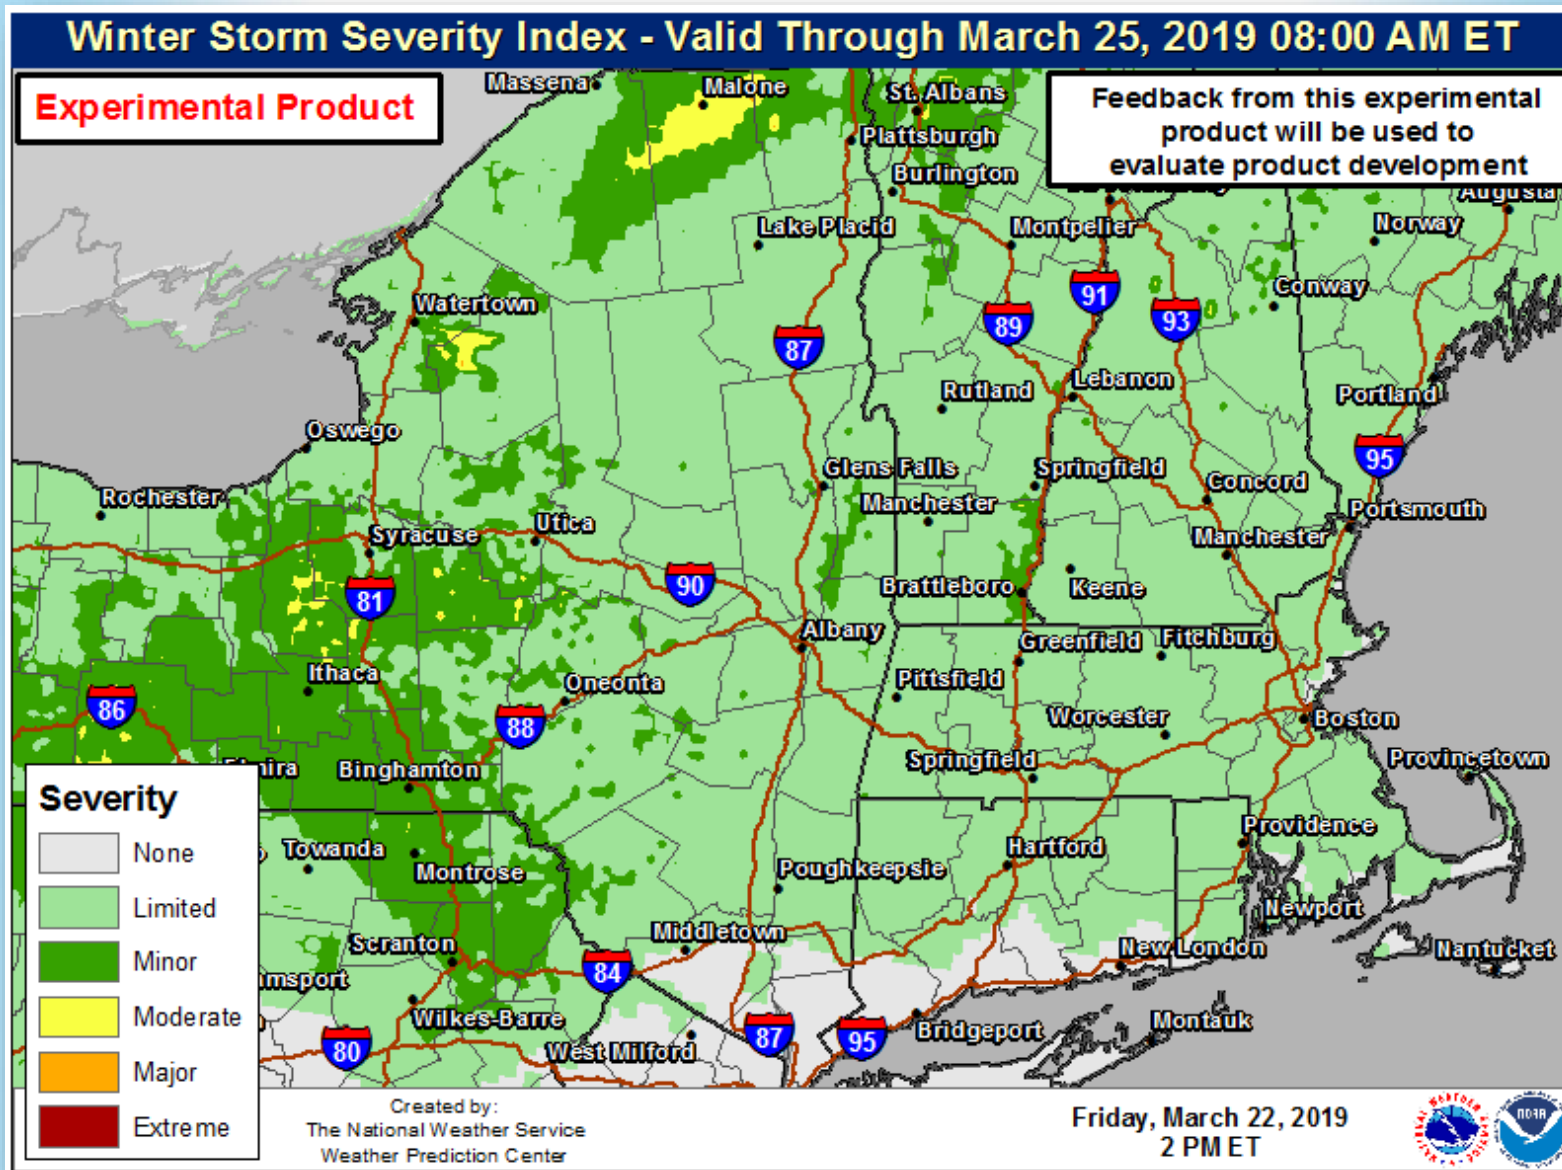 Winter Storm Severity Index - Valid Through March 25, 2019 08:00 AM ET
Experimental Product
Feedback from this experimental
product will be used to
evaluate product development
Massena
Malone
St. Albans
Plattsburgh
Burlington
Augusta
Norway
Lake Placid
Montpelier
Conway
Watertown
91
89
93
87
Rutland
Lebanon
Portland
Oswego
95
Glens Falls
Springfield
Concord
Rochester
Manchester
Portsmouth
Syracuse
Utica
Manchester
90
81
Brattleboro
Keene
Albany
Greenfield
Fitchburg
Ithaca
Oneonta
Pittsfield
86
88
Worcester
Boston
Springfield
Provincetown
Binghamton
Providence
Towanda
Hartford
Montrose
Poughkeepsie
Newport
Middletown
Scranton
New London
Nantucket
84
Wilkes-Barre
Montauk
Bridgeport
87
95
80
West Milford
Severity
None
Limited
Minor
Moderate
Major
Extreme
Created by:
The National Weather Service
Weather Prediction Center
Friday, March 22, 2019
2 PM ET
NOAA